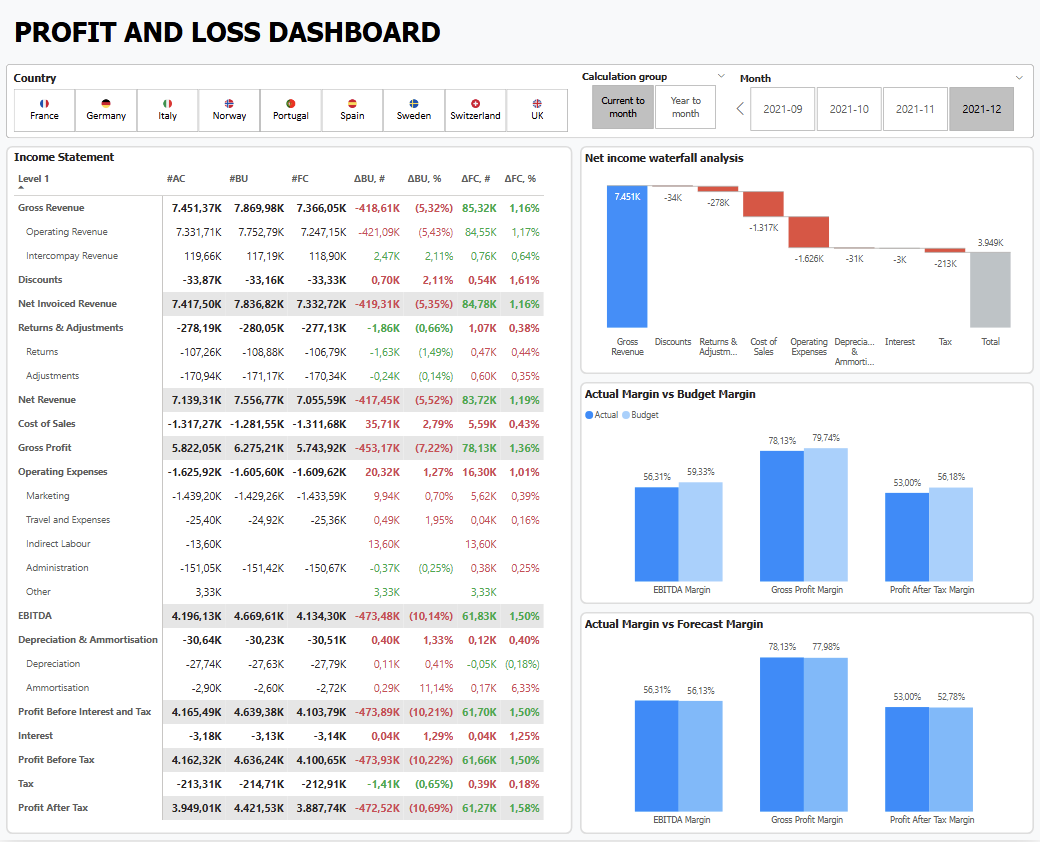 PROFIT AND LOSS DASHBOARD
Country
France Germany Italy Norway Portugal Spain Sweden Switzerland UK
Calculation group
Current to month
Year to month
Month
2021-09 2021-10 2021-11 2021-12
Income Statement
Level 1 #AC #BU #FC ΔBU, # ΔBU, % ΔFC, # ΔFC, %
Gross Revenue 7.451,37K 7.869,98K 7.366,05K -418,61K (5,32%) 85,32K 1,16%
Operating Revenue 7.331,71K 7.752,79K 7.247,15K -421,09K (5,43%) 84,55K 1,17%
Intercompay Revenue 119,66K 117,19K 118,90K 2,47K 2,11% 0,76K 0,64%
Discounts -33,87K -33,16K -33,33K 0,70K 2,11% 0,54K 1,61%
Net Invoiced Revenue 7.417,50K 7.836,82K 7.332,72K -419,31K (5,35%) 84,78K 1,16%
Returns & Adjustments -278,19K -280,05K -277,13K -1,86K (0,66%) 1,07K 0,38%
Returns -107,26K -108,88K -106,79K -1,63K (1,49%) 0,47K 0,44%
Adjustments -170,94K -171,17K -170,34K -0,24K (0,14%) 0,60K 0,35%
Net Revenue 7.139,31K 7.556,77K 7.055,59K -417,45K (5,52%) 83,72K 1,19%
Cost of Sales -1.317,27K -1.281,55K -1.311,68K 35,71K 2,79% 5,59K 0,43%
Gross Profit 5.822,05K 6.275,21K 5.743,92K -453,17K (7,22%) 78,13K 1,36%
Operating Expenses -1.625,92K -1.605,60K -1.609,62K 20,32K 1,27% 16,30K 1,01%
Marketing -1.439,20K -1.429,26K -1.433,59K 9,94K 0,70% 5,62K 0,39%
Travel and Expenses -25,40K -24,92K -25,36K 0,49K 1,95% 0,04K 0,16%
Indirect Labour -13,60K 13,60K 13,60K
Administration -151,05K -151,42K -150,67K -0,37K (0,25%) 0,38K 0,25%
Other 3,33K 3,33K 3,33K
EBITDA 4.196,13K 4.669,61K 4.134,30K -473,48K (10,14%) 61,83K 1,50%
Depreciation & Ammortisation -30,64K -30,23K -30,51K 0,40K 1,33% 0,12K 0,40%
Depreciation -27,74K -27,63K -27,79K 0,11K 0,41% -0,05K (0,18%)
Ammortisation -2,90K -2,60K -2,72K 0,29K 11,14% 0,17K 6,33%
Profit Before Interest and Tax 4.165,49K 4.639,38K 4.103,79K -473,89K (10,21%) 61,70K 1,50%
Interest -3,18K -3,13K -3,14K 0,04K 1,29% 0,04K 1,25%
Profit Before Tax 4.162,32K 4.636,24K 4.100,65K -473,93K (10,22%) 61,66K 1,50%
Tax -213,31K -214,71K -212,91K -1,41K (0,65%) 0,39K 0,18%
Profit After Tax 3.949,01K 4.421,53K 3.887,74K -472,52K (10,69%) 61,27K 1,58%
Net income waterfall analysis
7.451K -34K -278K -1.317K -1.626K -31K -3K -213K 3.949K
Gross Revenue
Discounts
Returns & Adjustm...
Cost of Sales
Operating Expenses
Deprecia... & Ammorti...
Interest
Tax
Total
Actual Margin vs Budget Margin
Actual Budget
56,31% 59,33% 78,13% 79,74% 53,00% 56,18%
EBITDA Margin Gross Profit Margin Profit After Tax Margin
Actual Margin vs Forecast Margin
56,31% 56,13% 78,13% 77,98% 53,00% 52,78%
EBITDA Margin Gross Profit Margin Profit After Tax Margin